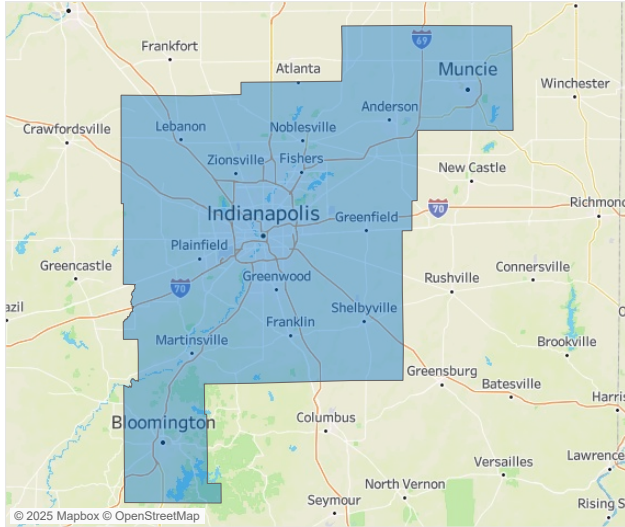 Frankfort
69
Atlanta
Muncie
Winchester
Anderson
Crawfordsville
Lebanon
Noblesville
Zionsville
Fishers
New Castle
70
Richmond
Indianapolis
Greenfield
Plainfield
Greencastle
Connersville
Greenwood
Rushville
70
azil
Shelbyville
Franklin
Martinsville
Brookville
Greensburg
Batesville
Harris
Bloomington
Columbus
Lawrence
Versailles
North Vernon
Seymour
Rising S
© 2025 Mapbox © OpenStreetMap